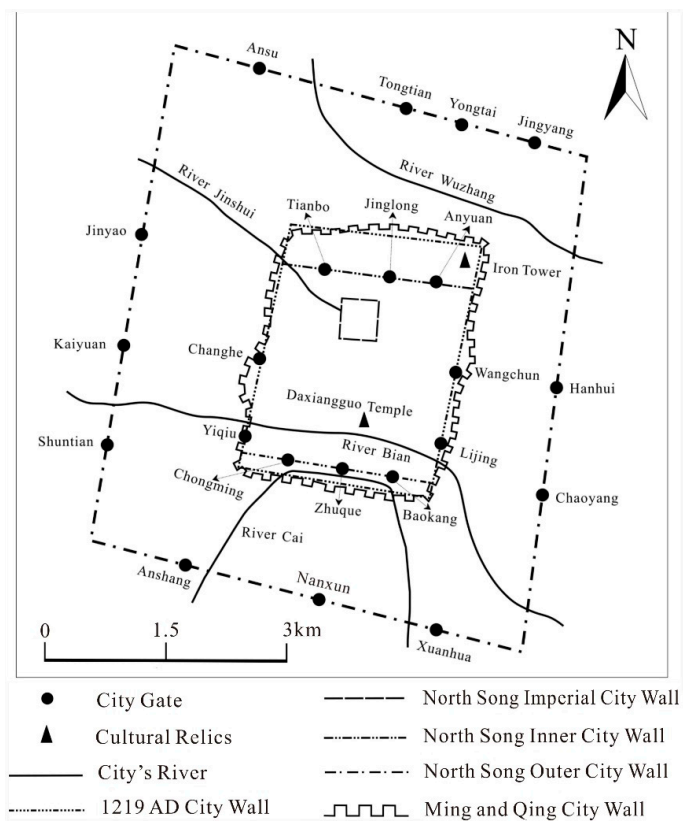 N
Ansu
Tongtian
Yongtai
Jingyang
River Wuzhang
River Jinshui
Tianbo
Jinglong
Anyuan
Jinyao
Iron Tower
Kaiyuan
Changhe
Wangchun
Hanhui
Daxiangguo Temple
Shuntian
Yiqiu
River Bian
Lijing
Chongming
Zhuque
Baokang
Chaoyang
River Cai
Anshang
Nanxun
Xuanhua
0 1.5 3km
City Gate
North Song Imperial City Wall
Cultural Relics
North Song Inner City Wall
City's River
North Song Outer City Wall
1219 AD City Wall
Ming and Qing City Wall